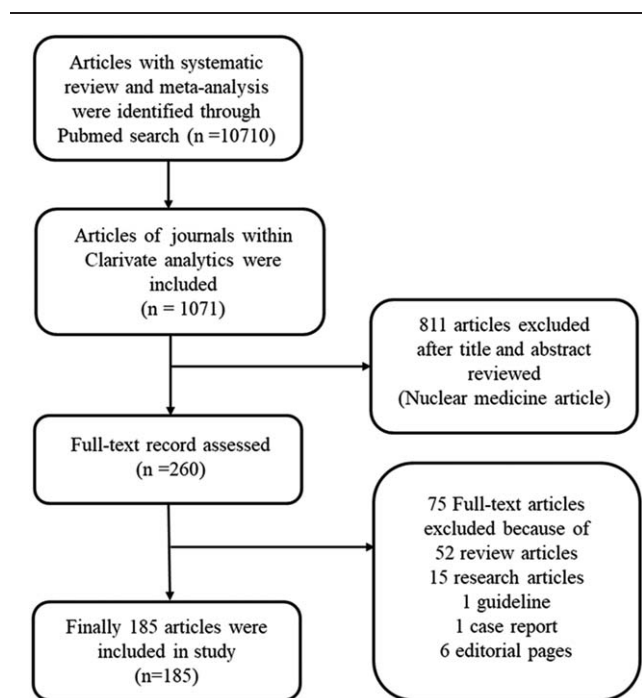 Articles with systematic
review and meta-analysis
were identified through
Pubmed search (n =10710)
Articles of journals within
Clarivate analytics were
included
(n = 1071)
811 articles excluded
after title and abstract
reviewed
(Nuclear medicine article)
Full-text record assessed
(n =260)
75 Full-text articles
excluded because of
52 review articles
15 research articles
1 guideline
1 case report
6 editorial pages
Finally 185 articles were
included in study
(n=185)